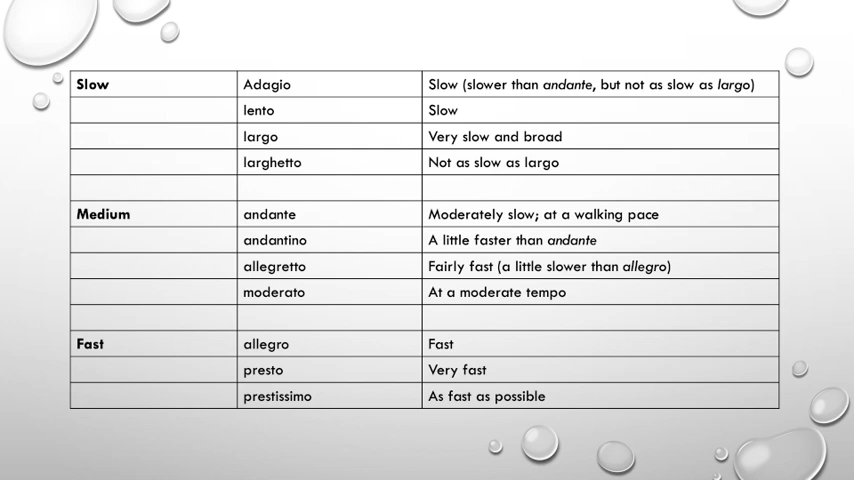 Slow Adagio Slow (slower than andante, but not as slow as largo)
lento Slow
largo Very slow and broad
larghetto Not as slow as largo
Medium andante Moderately slow; at a walking pace
andantino A little faster than andante
allegretto Fairly fast (a little slower than allegro)
moderato At a moderate tempo
Fast allegro Fast
presto Very fast
prestissimo As fast as possible